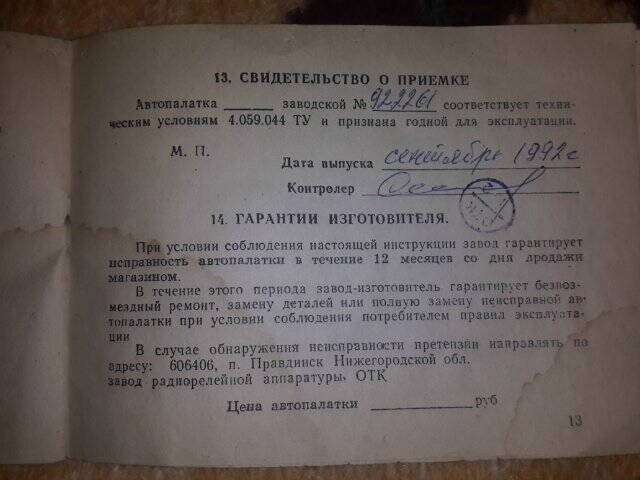 13. СВИДЕТЕЛЬСТВО О ПРИЕМКЕ
Автопалатка ______ заводской № 922261 соответствует техни-
ческим условиям 4.059.044 ТУ и признана годной для эксплуатации.
М. П.
Дата выпуска сентябрь 1992г
Контролер
14. ГАРАНТИИ ИЗГОТОВИТЕЛЯ.
При условии соблюдения настоящей инструкции завод гарантирует
исправность автопалатки в течение 12 месяцев со дня продажи
магазином.
В течение этого периода завод-изготовитель гарантирует безвоз-
мездный ремонт, замену деталей или полную замену неисправной ав-
топалатки при условии соблюдения потребителем правил эксплуата-
ции
В случае обнаружения неисправности претензии направлять по
адресу: 606406, п. Правдинск Нижегородской обл.
завод радиорелейной аппаратуры, ОТК
Цена автопалатки ____________ руб
13